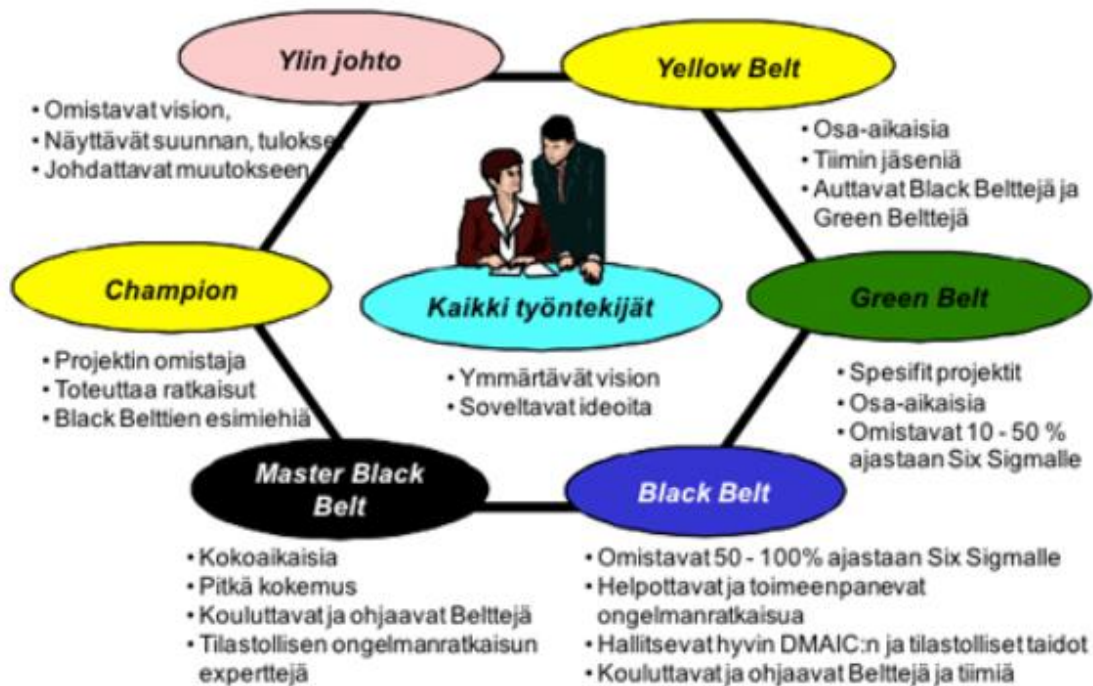 Ylin johto
• Omistavat vision,
• Näyttävät suunnan, tulokse
• Johdattavat muutokseen
Yellow Belt
• Osa-aikaisia
• Tiimin jäseniä
• Auttavat Black Belttejä ja
Green Belttejä
Champion
• Projektin omistaja
• Toteuttaa ratkaisut
• Black Belttien esimiehiä
Kaikki työntekijät
• Ymmärtävät vision
• Soveltavat ideoita
Green Belt
• Spesifit projektit
• Osa-aikaisia
• Omistavat 10 - 50 %
ajastaan Six Sigmalle
Master Black
Belt
• Kokoaikaisia
• Pitkä kokemus
• Kouluttavat ja ohjaavat Belttejä
• Tilastollisen ongelmanratkaisun
experttejä
Black Belt
• Omistavat 50 - 100% ajastaan Six Sigmalle
• Helpottavat ja toimeenpanevat
ongelmanratkaisua
• Hallitsevat hyvin DMAIC:n ja tilastolliset taidot
• Kouluttavat ja ohjaavat Belttejä ja tiimiä